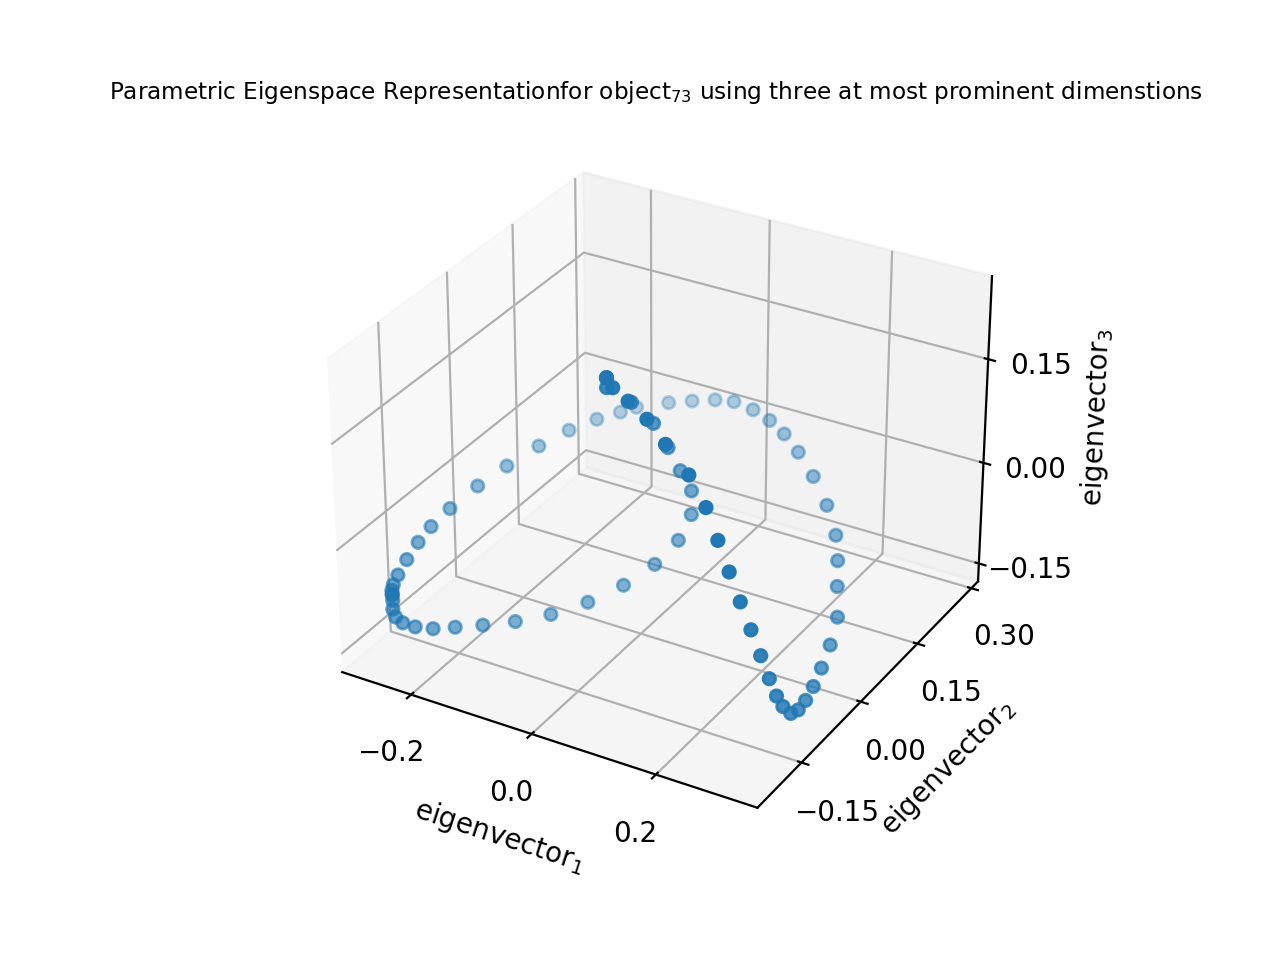 Parametric Eigenspace Representationfor object₇₃ using three at most prominent dimenstions
eigenvector₃
0.15
0.00
−0.15
0.30
0.15
0.00
−0.15
eigenvector₂
−0.2
0.0
0.2
eigenvector₁